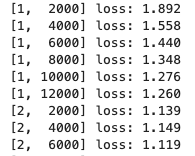 [1,  2000] loss: 1.892
[1,  4000] loss: 1.558
[1,  6000] loss: 1.440
[1,  8000] loss: 1.348
[1, 10000] loss: 1.276
[1, 12000] loss: 1.260
[2,  2000] loss: 1.139
[2,  4000] loss: 1.149
[2,  6000] loss: 1.119